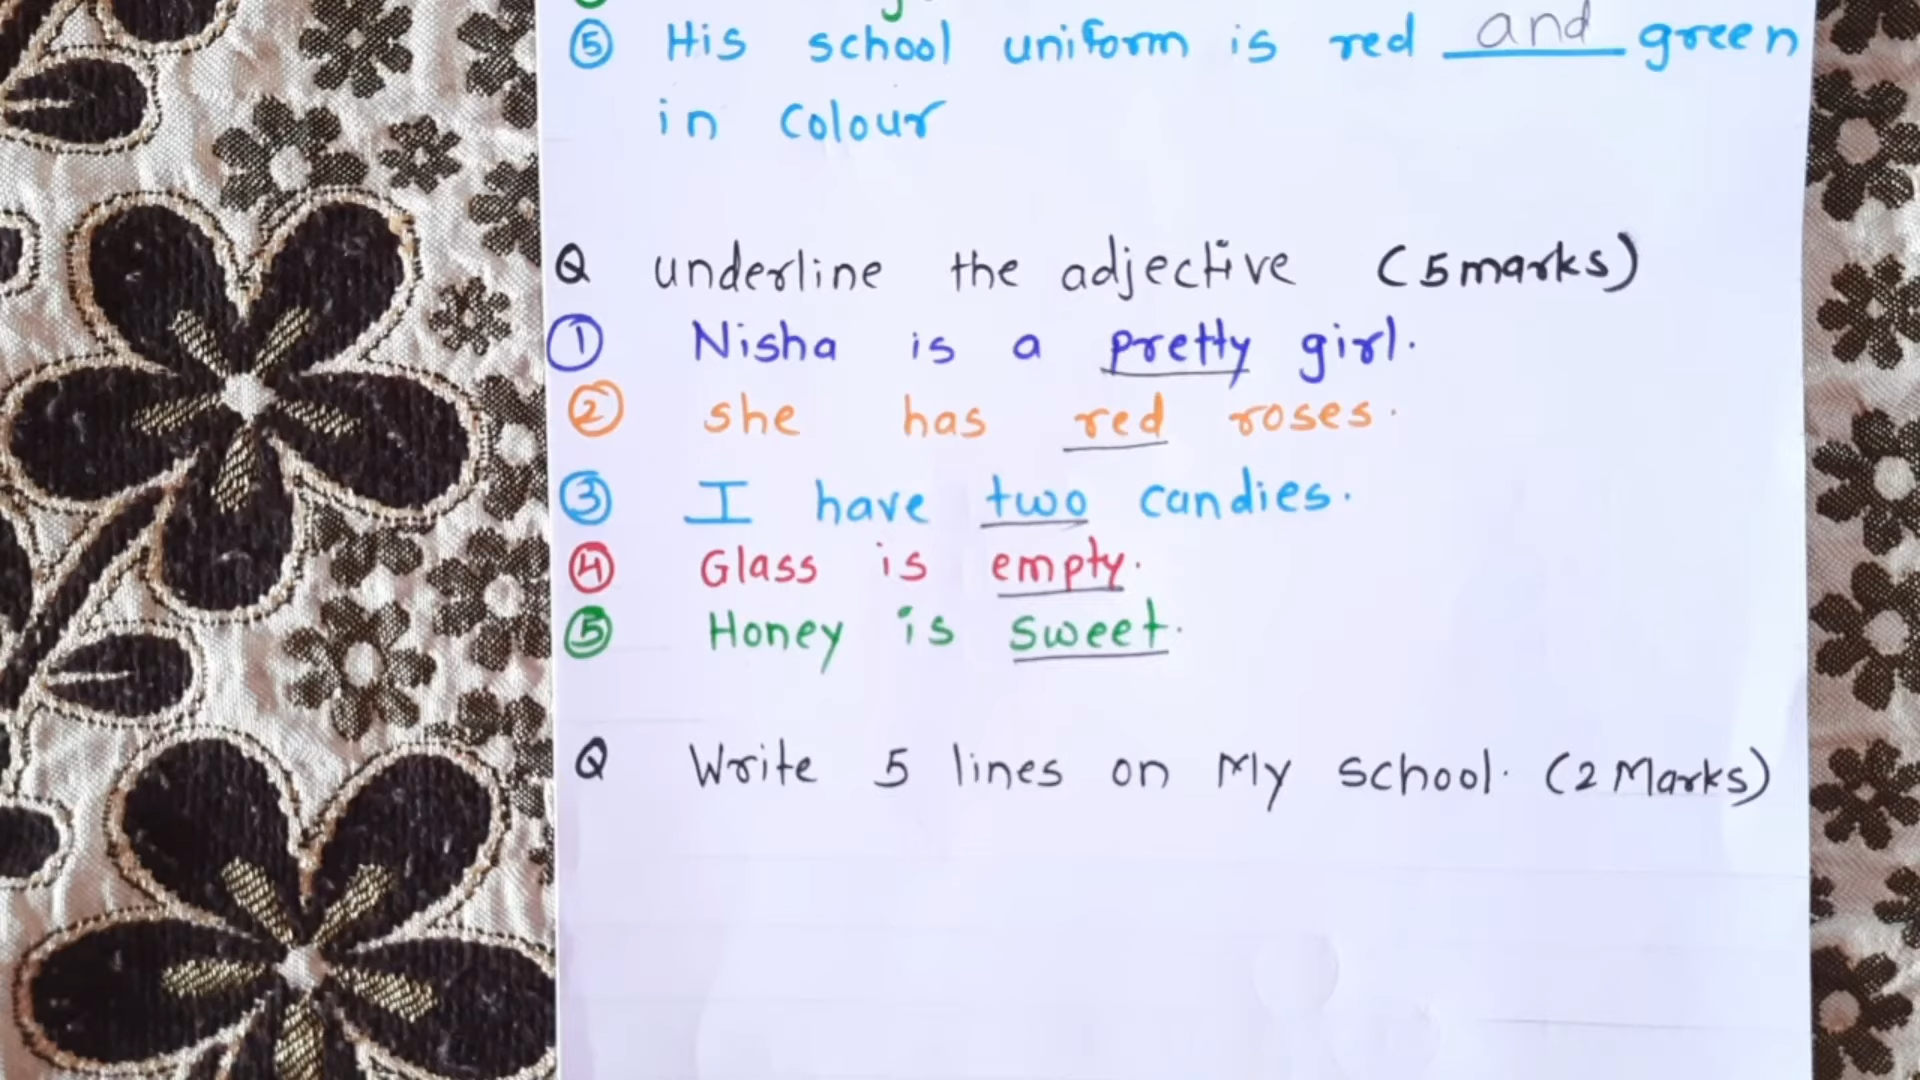 5 His school uniform is red and green
in colour
Q underline the adjective (5 marks)
1 Nisha is a pretty girl.
2 she has red roses.
3 I have two candies.
4 Glass is empty.
5 Honey is sweet.
Q Write 5 lines on My school. (2 Marks)